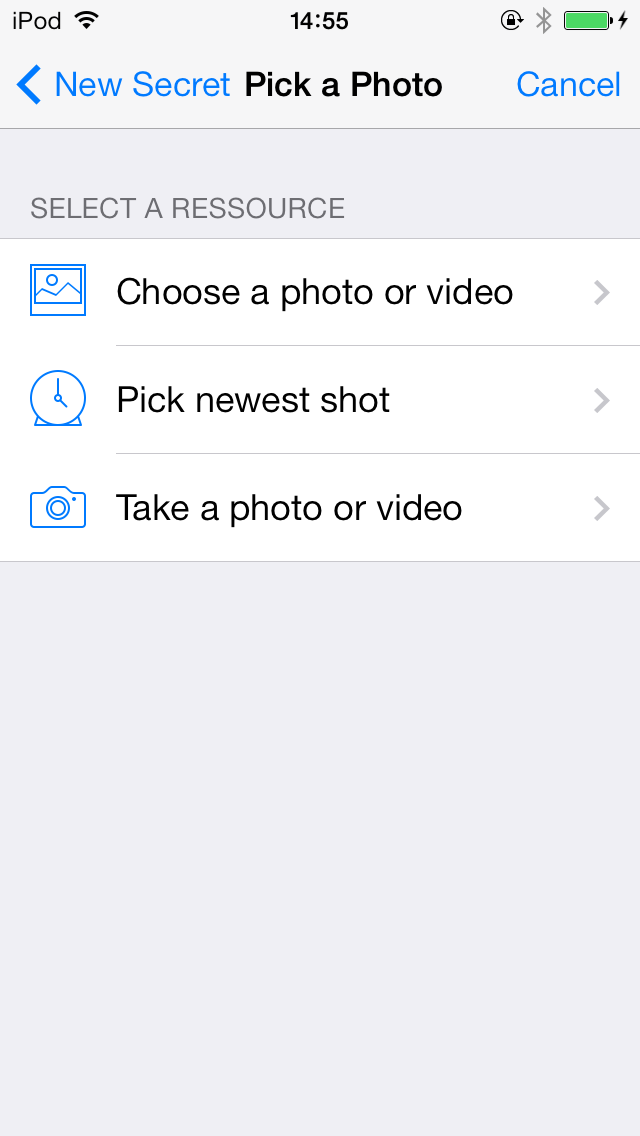 iPod 14:55
New Secret Pick a Photo Cancel
SELECT A RESSOURCE
Choose a photo or video
Pick newest shot
Take a photo or video